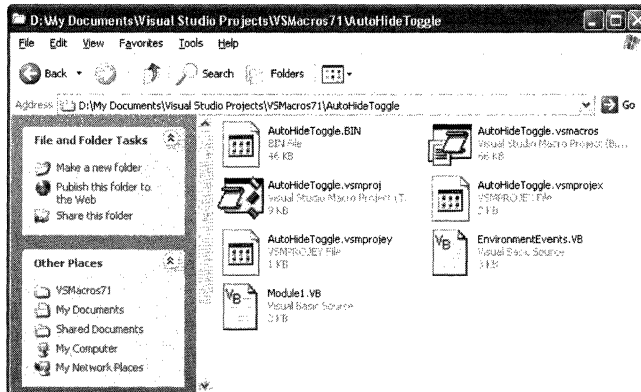 D:\My Documents\Visual Studio Projects\VSMacros71\AutoHideToggle
File Edit View Favorites Tools Help
Back Search Folders
Address D:\My Documents\Visual Studio Projects\VSMacros71\AutoHideToggle Go
File and Folder Tasks
Make a new folder
Publish this folder to
the Web
Share this folder
Other Places
VSMacros71
My Documents
Shared Documents
My Computer
My Network Places
AutoHideToggle.BIN
BIN File
46 KB
AutoHideToggle.vsmacros
Visual Studio Macro Project (B...
66 KB
AutoHideToggle.vsmproj
Visual Studio Macro Project (T...
9 KB
AutoHideToggle.vsmprojex
VSMPROJEX File
2 KB
AutoHideToggle.vsmprojey
VSMPROJEY File
1 KB
EnvironmentEvents.VB
Visual Basic Source
3 KB
Module1.VB
Visual Basic Source
2 KB